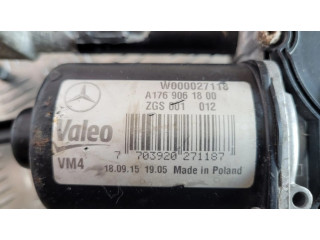 W000027118
A176 906 18 00
ZGS 001 012
Valeo
7 703920 271187
VM4
18.09.15 19.05 Made in Poland